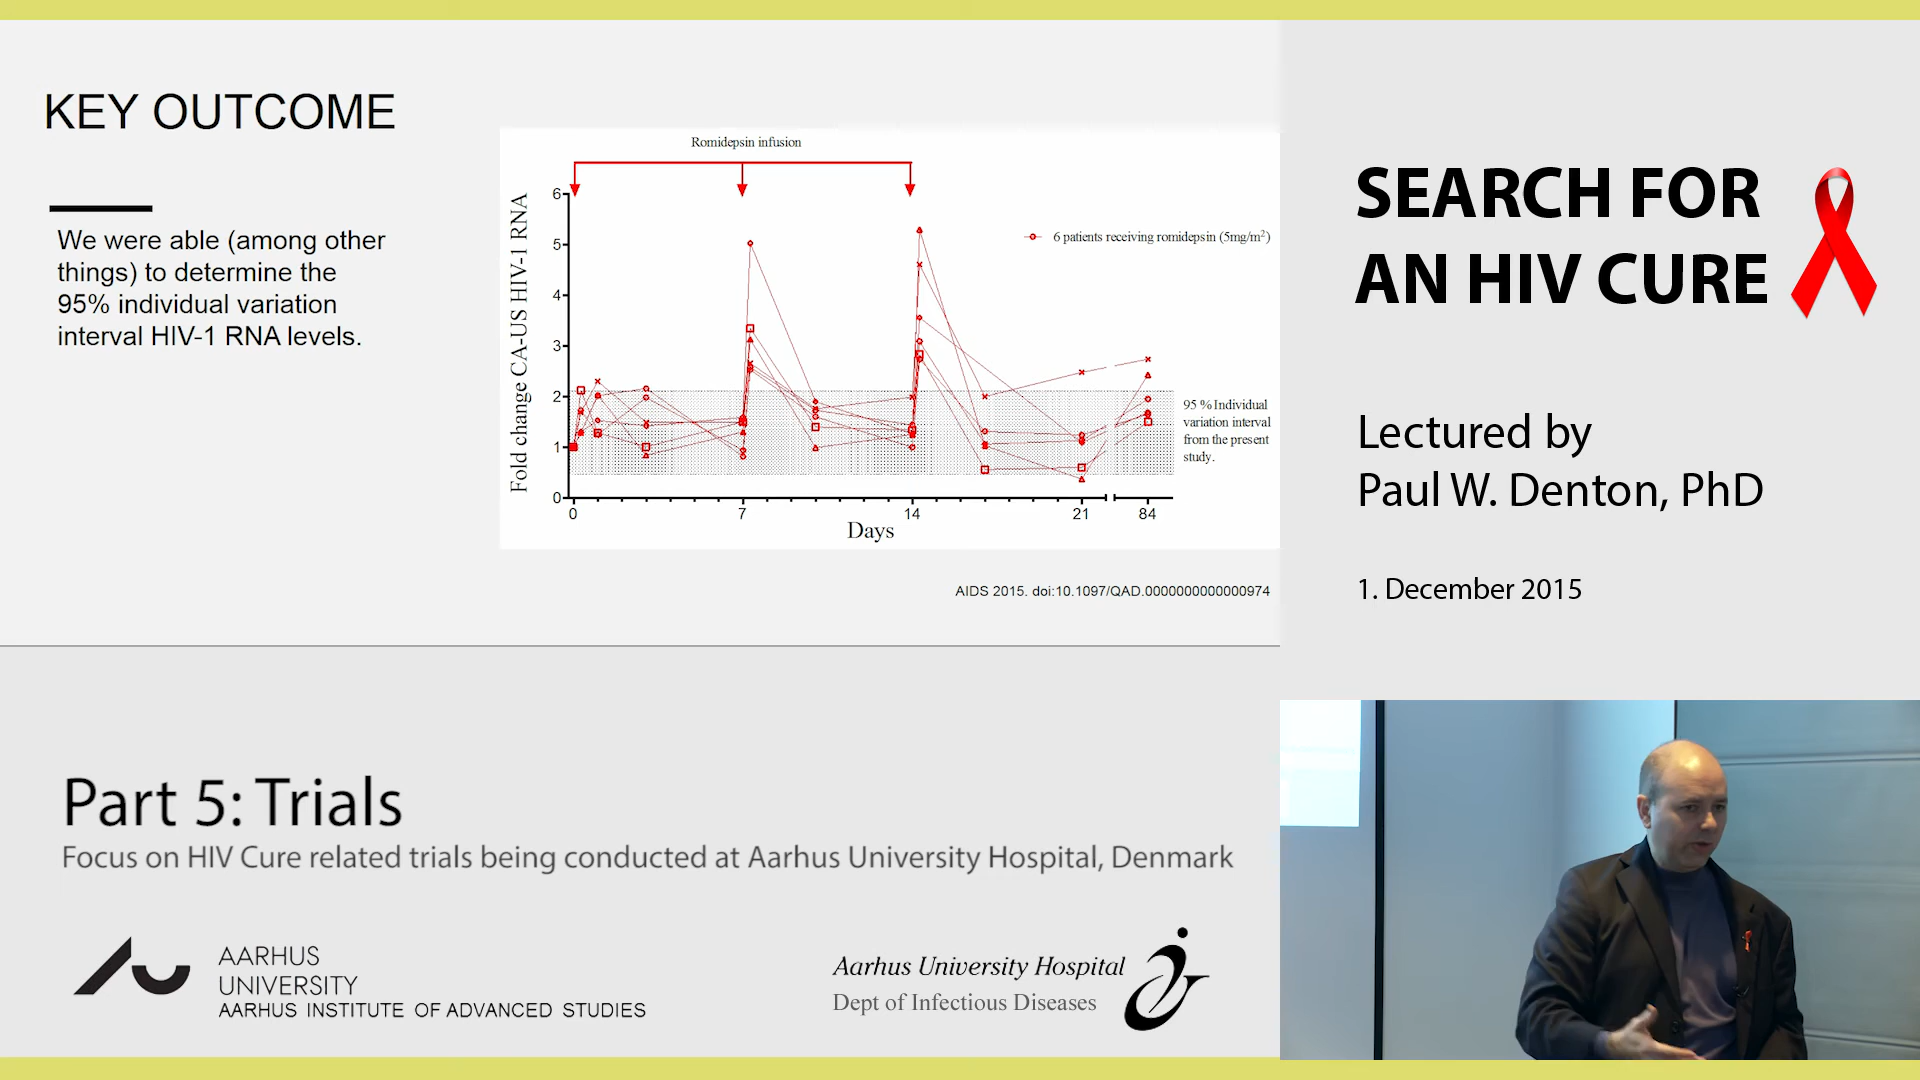 KEY OUTCOME
We were able (among other
things) to determine the
95% individual variation
interval HIV-1 RNA levels.
Romidepsin infusion
Fold change CA-US HIV-1 RNA
6
5
4
3
2
1
0
6 patients receiving romidepsin (5mg/m²)
95 % Individual
variation interval
from the present
study.
0 7 14 21 84
Days
AIDS 2015. doi:10.1097/QAD.0000000000000974
SEARCH FOR
AN HIV CURE
Lectured by
Paul W. Denton, PhD
1. December 2015
Part 5: Trials
Focus on HIV Cure related trials being conducted at Aarhus University Hospital, Denmark
AARHUS
UNIVERSITY
AARHUS INSTITUTE OF ADVANCED STUDIES
Aarhus University Hospital
Dept of Infectious Diseases